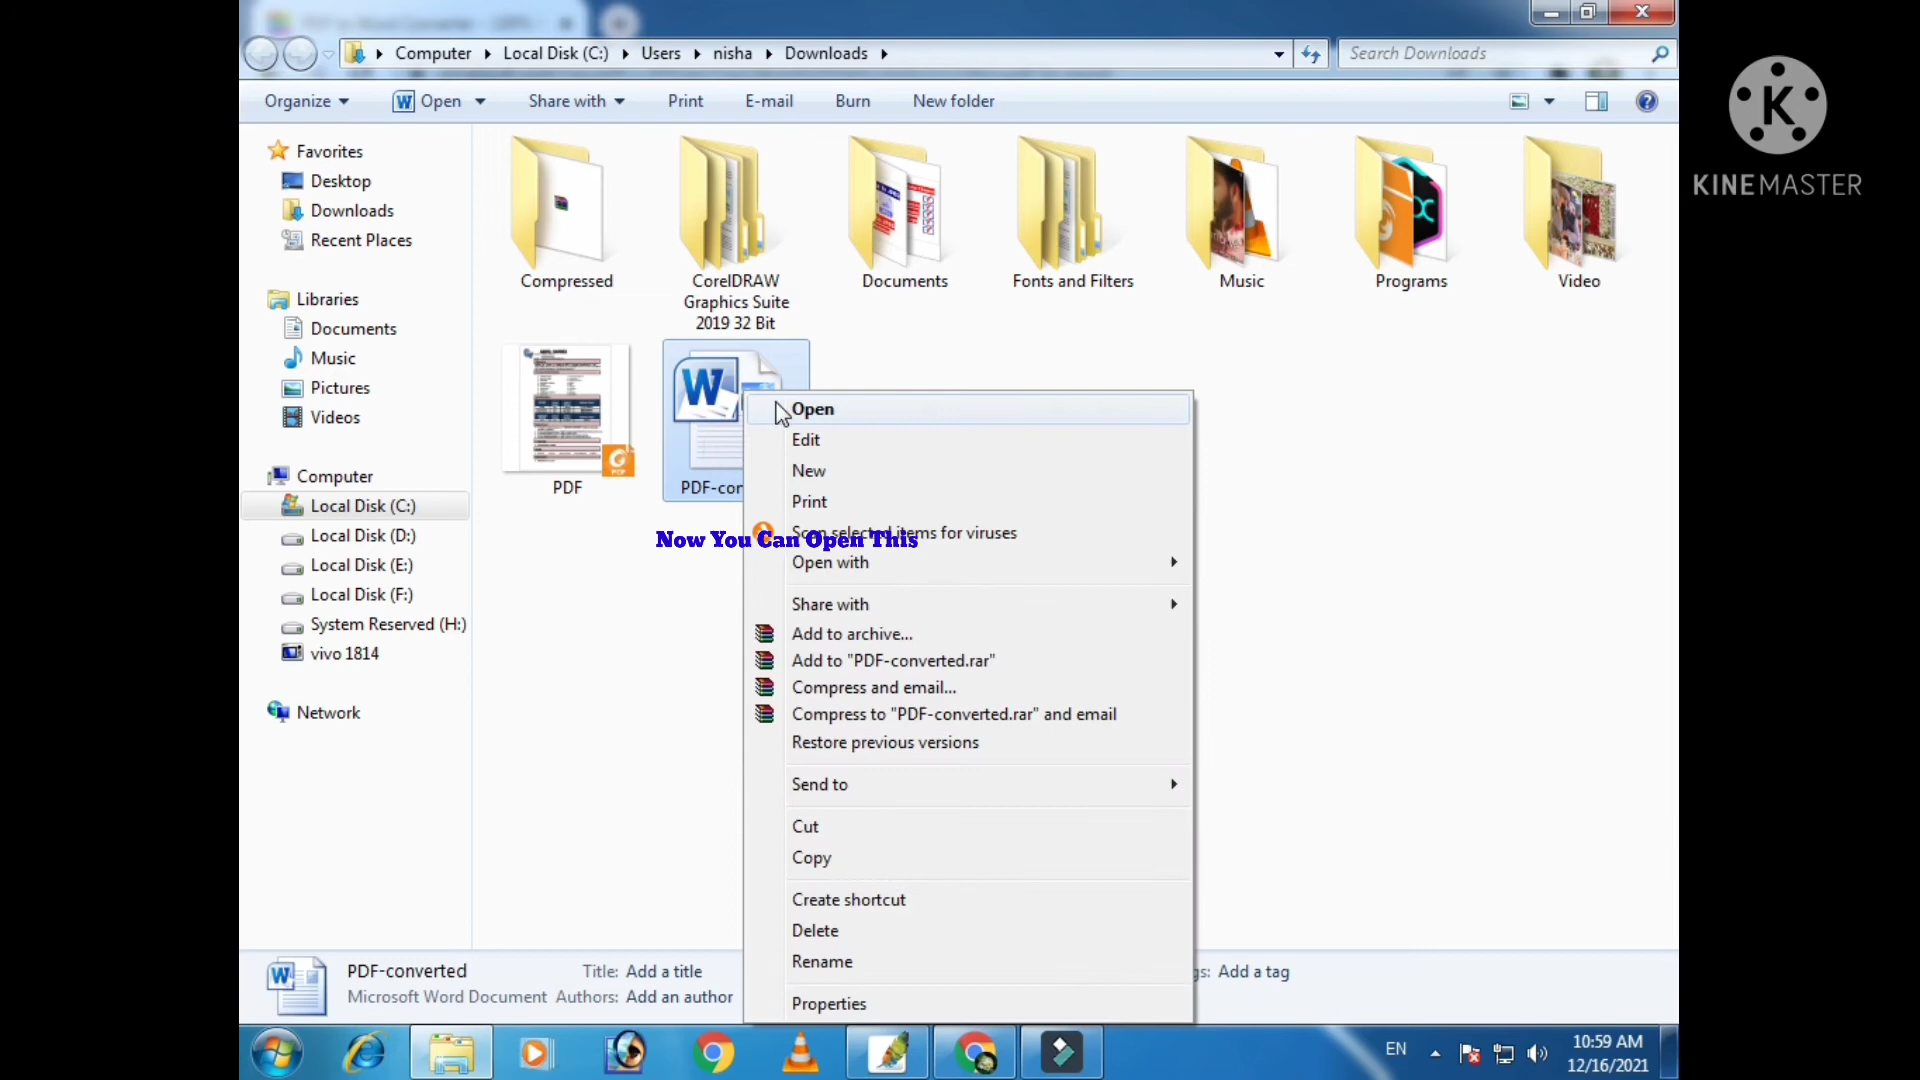 Computer Local Disk (C:) Users nisha Downloads
Search Downloads
Organize Open Share with Print E-mail Burn New folder
KINEMASTER
Favorites
Desktop
Downloads
Recent Places
Libraries
Documents
Music
Pictures
Videos
Computer
Local Disk (C:)
Local Disk (D:)
Local Disk (E:)
Local Disk (F:)
System Reserved (H:)
vivo 1814
Network
Compressed
CorelDRAW
Graphics Suite
2019 32 Bit
Documents
Fonts and Filters
Music
Programs
Video
PDF
PDF-con
Open
Edit
New
Print
Scan selected items for viruses
Now You Can Open This
Open with
Share with
Add to archive...
Add to "PDF-converted.rar"
Compress and email...
Compress to "PDF-converted.rar" and email
Restore previous versions
Send to
Cut
Copy
Create shortcut
Delete
Rename
Properties
PDF-converted Title: Add a title gs: Add a tag
Microsoft Word Document Authors: Add an author
EN
10:59 AM
12/16/2021